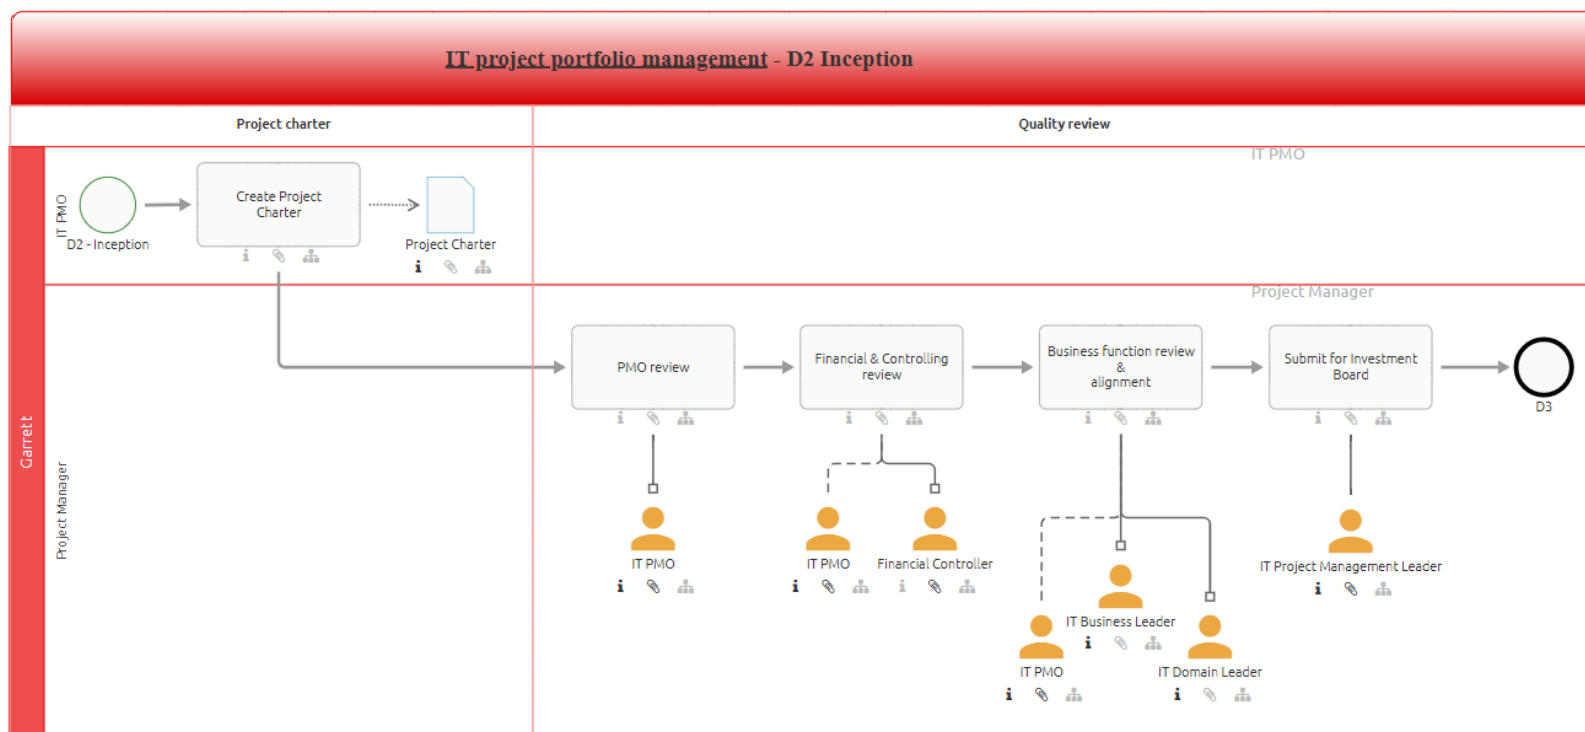 IT project portfolio management - D2 Inception
Project charter
Quality review
Garrett
IT PMO
IT PMO
D2 - Inception
Create Project
Charter
Project Charter
Project Manager
Project Manager
PMO review
Financial & Controlling
review
Business function review
&
alignment
Submit for Investment
Board
D3
IT PMO
IT PMO
Financial Controller
IT PMO
IT Business Leader
IT Domain Leader
IT Project Management Leader